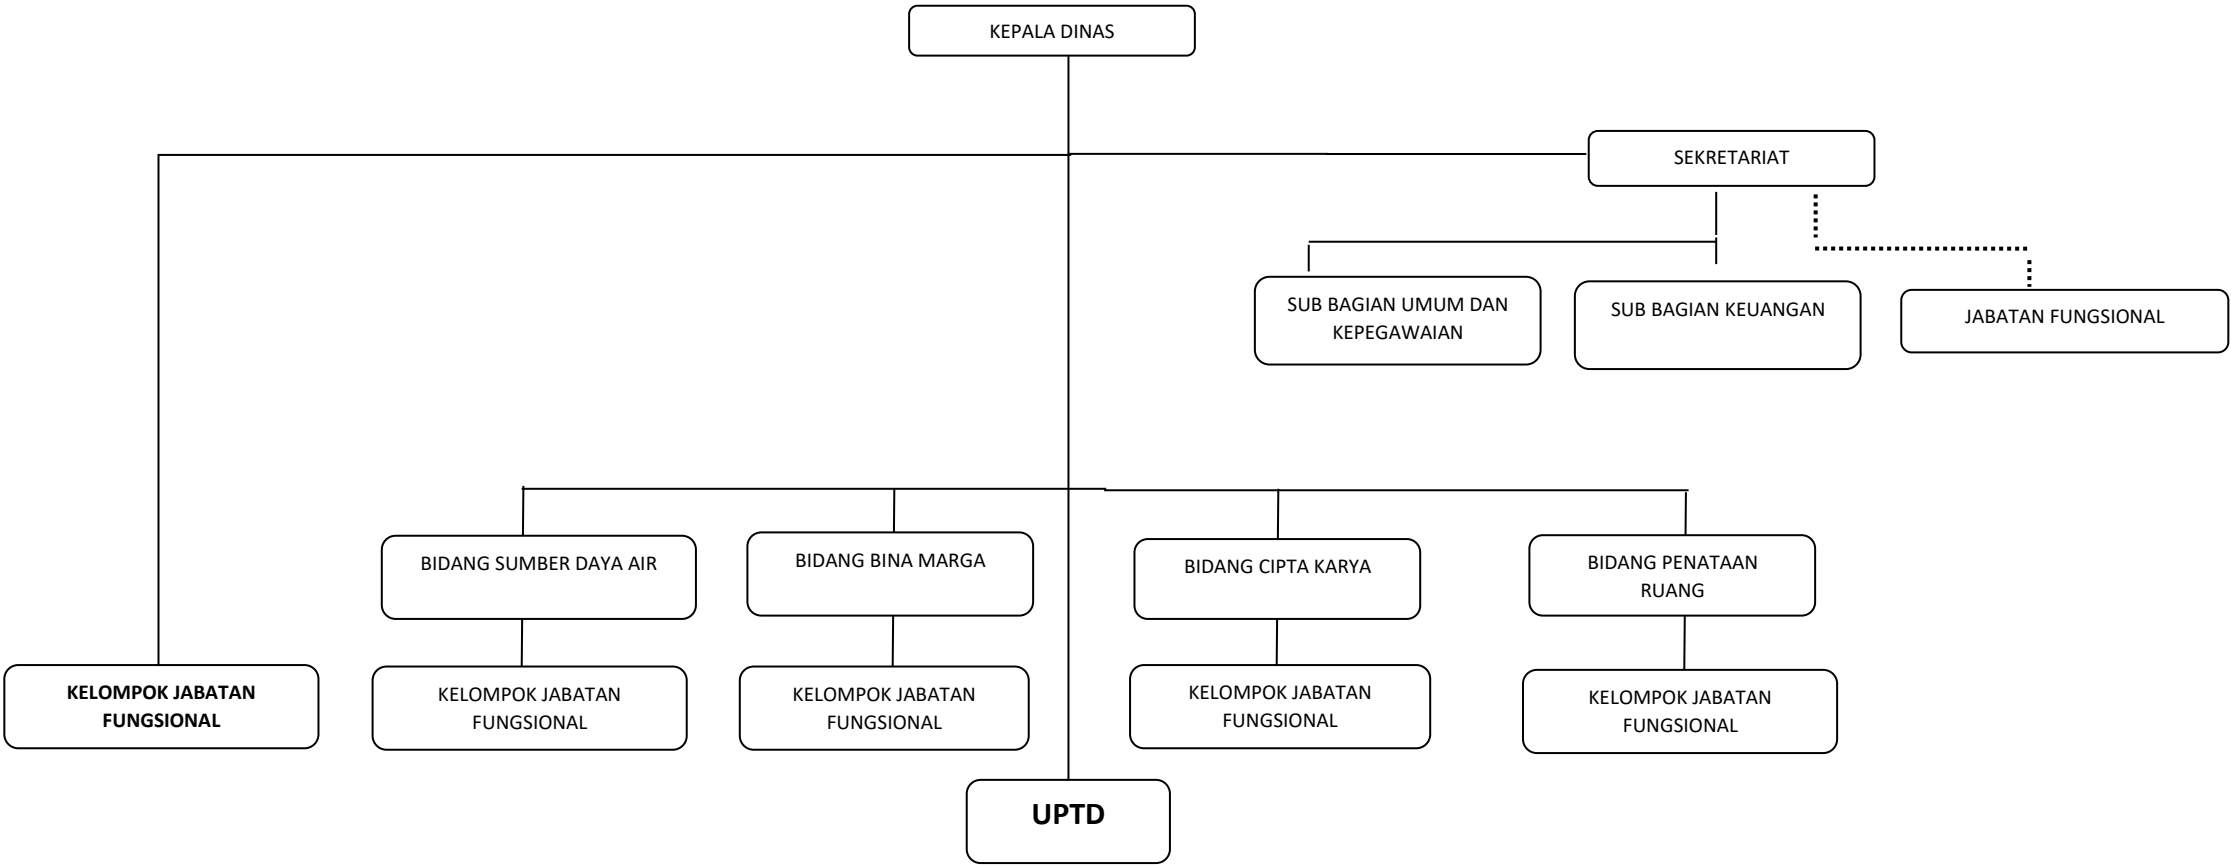 KEPALA DINAS
SEKRETARIAT
SUB BAGIAN UMUM DAN
KEPEGAWAIAN
SUB BAGIAN KEUANGAN
JABATAN FUNGSIONAL
BIDANG SUMBER DAYA AIR
BIDANG BINA MARGA
BIDANG CIPTA KARYA
BIDANG PENATAAN
RUANG
KELOMPOK JABATAN
FUNGSIONAL
KELOMPOK JABATAN
FUNGSIONAL
KELOMPOK JABATAN
FUNGSIONAL
KELOMPOK JABATAN
FUNGSIONAL
KELOMPOK JABATAN
FUNGSIONAL
UPTD